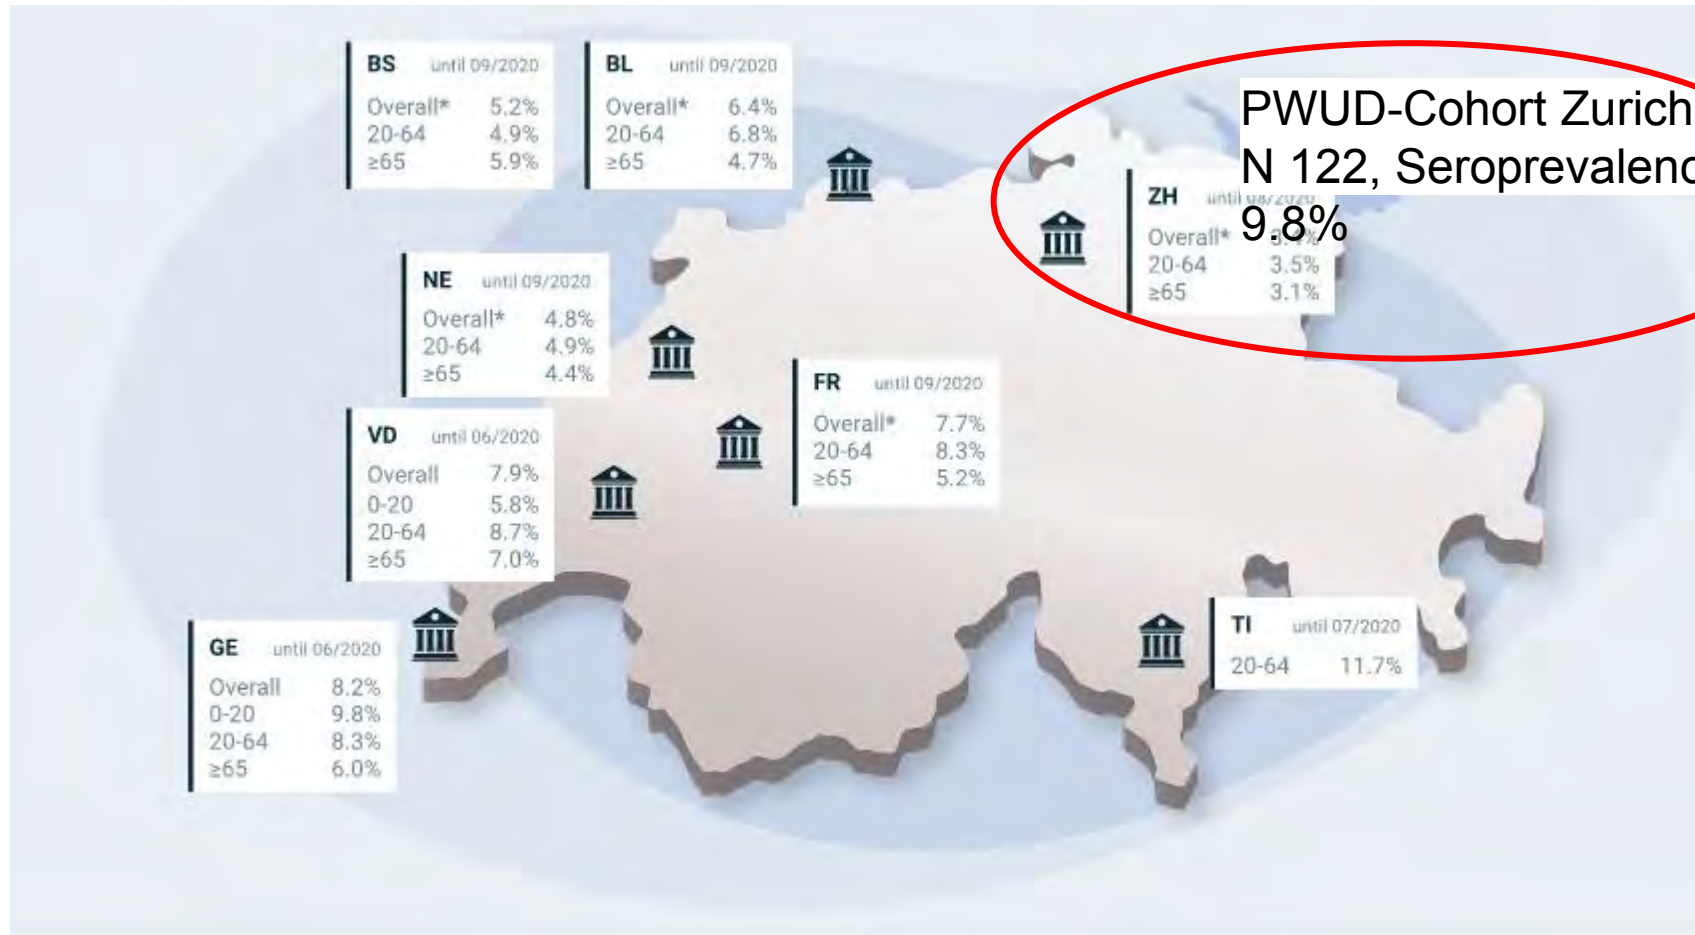 BS until 09/2020
Overall* 5.2%
20-64 4.9%
≥65 5.9%
BL until 09/2020
Overall* 6.4%
20-64 6.8%
≥65 4.7%
PWUD-Cohort Zurich
N 122, Seroprevalenc
9.8%
ZH until 08/2020
Overall*
20-64 3.5%
≥65 3.1%
NE until 09/2020
Overall* 4.8%
20-64 4.9%
≥65 4.4%
FR until 09/2020
Overall* 7.7%
20-64 8.3%
≥65 5.2%
VD until 06/2020
Overall 7.9%
0-20 5.8%
20-64 8.7%
≥65 7.0%
GE until 06/2020
Overall 8.2%
0-20 9.8%
20-64 8.3%
≥65 6.0%
TI until 07/2020
20-64 11.7%